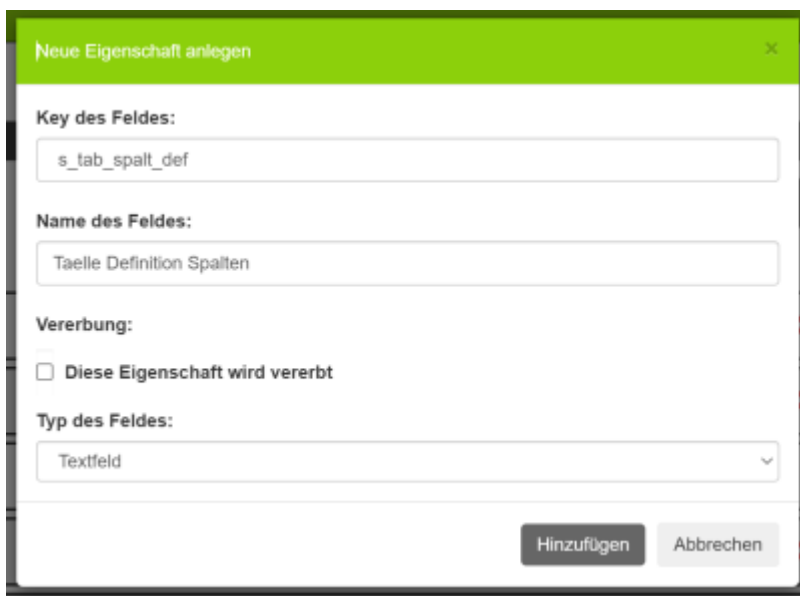 Neue Eigenschaft anlegen ×
Key des Feldes:
s_tab_spalt_def
Name des Feldes:
Taelle Definition Spalten
Vererbung:
Diese Eigenschaft wird vererbt
Typ des Feldes:
Textfeld
Hinzufügen Abbrechen